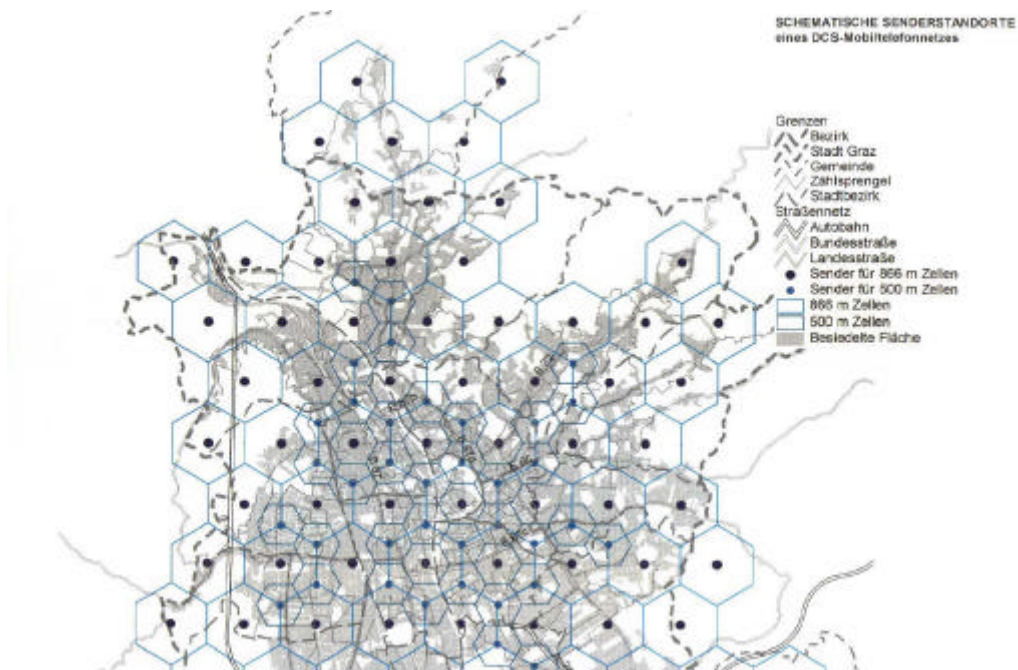 SCHEMATISCHE SENDERSTANDORTE
eines DCS-Mobiltelefonnetzes
Grenzen
Bezirk
Stadt Graz
Gemeinde
Zählsprengel
Stadtbezirk
Straßennetz
Autobahn
Bundesstraße
Landesstraße
Sender für 866 m Zellen
Sender für 500 m Zellen
866 m Zellen
500 m Zellen
Besiedelte Fläche